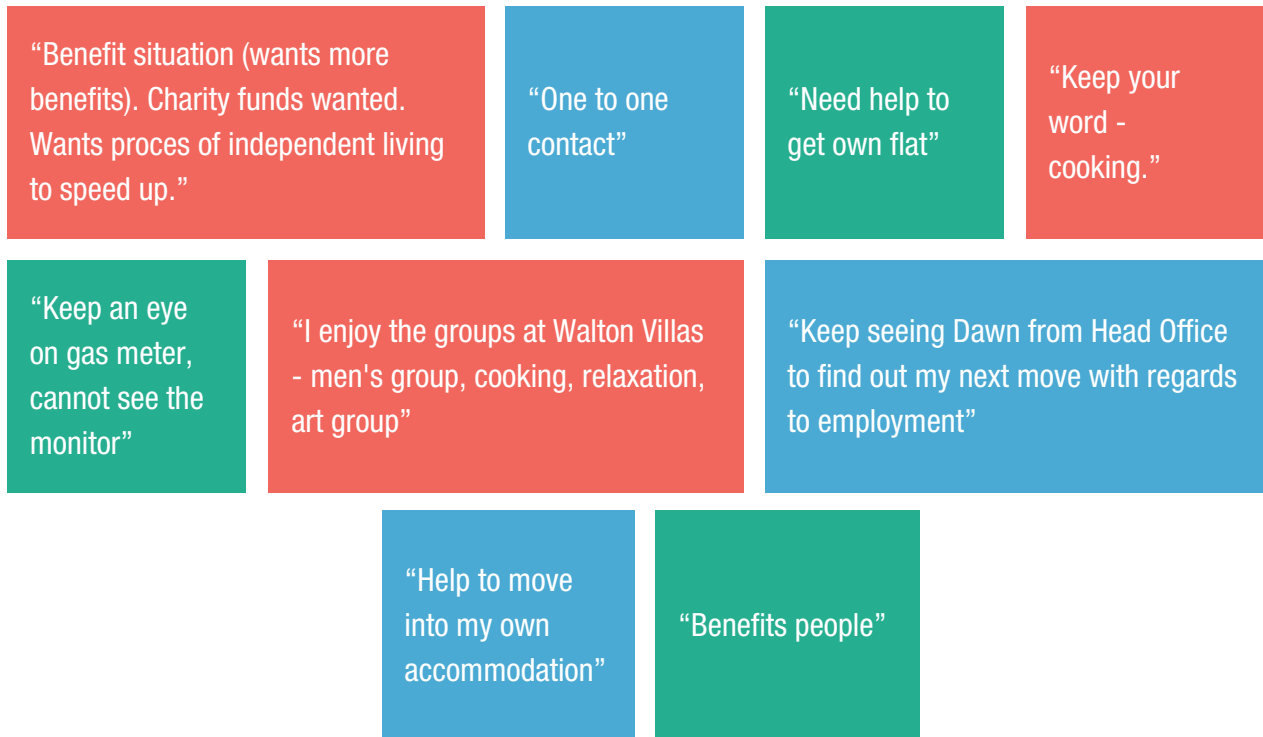 “Benefit situation (wants more
benefits). Charity funds wanted.
Wants proces of independent living
to speed up.”
“One to one
contact”
“Need help to
get own flat”
“Keep your
word -
cooking.”
“Keep an eye
on gas meter,
cannot see the
monitor”
“I enjoy the groups at Walton Villas
- men's group, cooking, relaxation,
art group”
“Keep seeing Dawn from Head Office
to find out my next move with regards
to employment”
“Help to move
into my own
accommodation”
“Benefits people”